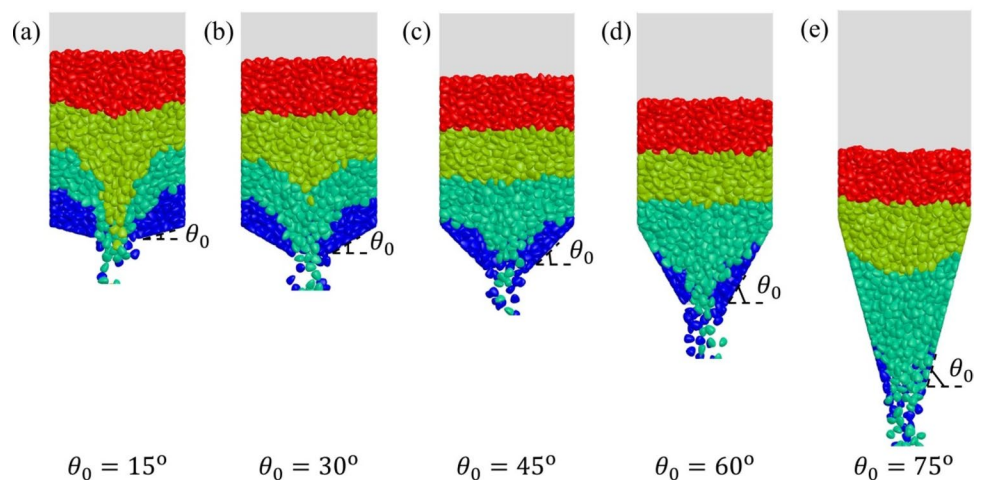 (a)
(b)
(c)
(d)
(e)
θ₀
θ₀
θ₀
θ₀
θ₀
θ₀ = 15°
θ₀ = 30°
θ₀ = 45°
θ₀ = 60°
θ₀ = 75°